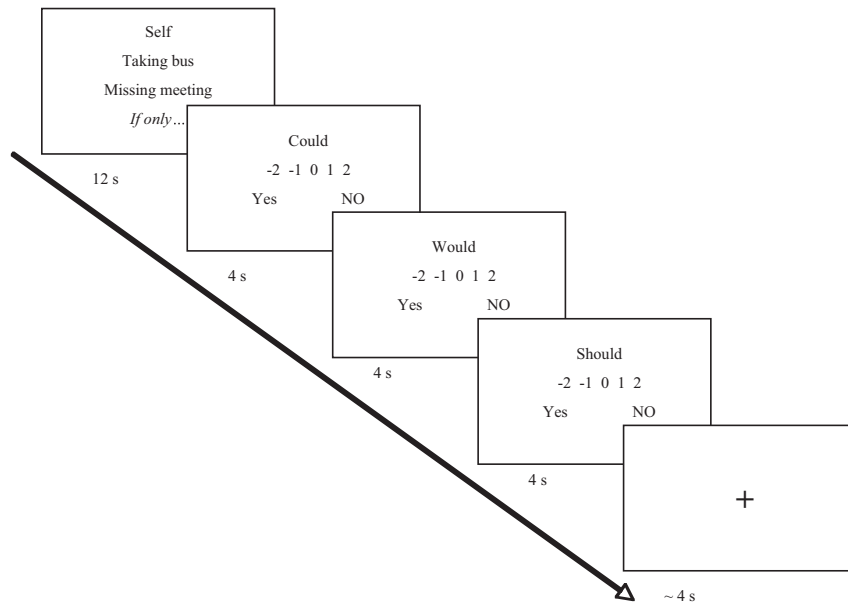 Self
Taking bus
Missing meeting
If only...
12 s
Could
-2 -1 0 1 2
Yes NO
4 s
Would
-2 -1 0 1 2
Yes NO
4 s
Should
-2 -1 0 1 2
Yes NO
4 s
+
~ 4 s